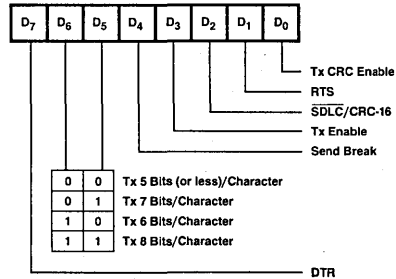 D7 D6 D5 D4 D3 D2 D1 D0
Tx CRC Enable
RTS
SDLC/CRC-16
Tx Enable
Send Break
0 0 Tx 5 Bits (or less)/Character
0 1 Tx 7 Bits/Character
1 0 Tx 6 Bits/Character
1 1 Tx 8 Bits/Character
DTR